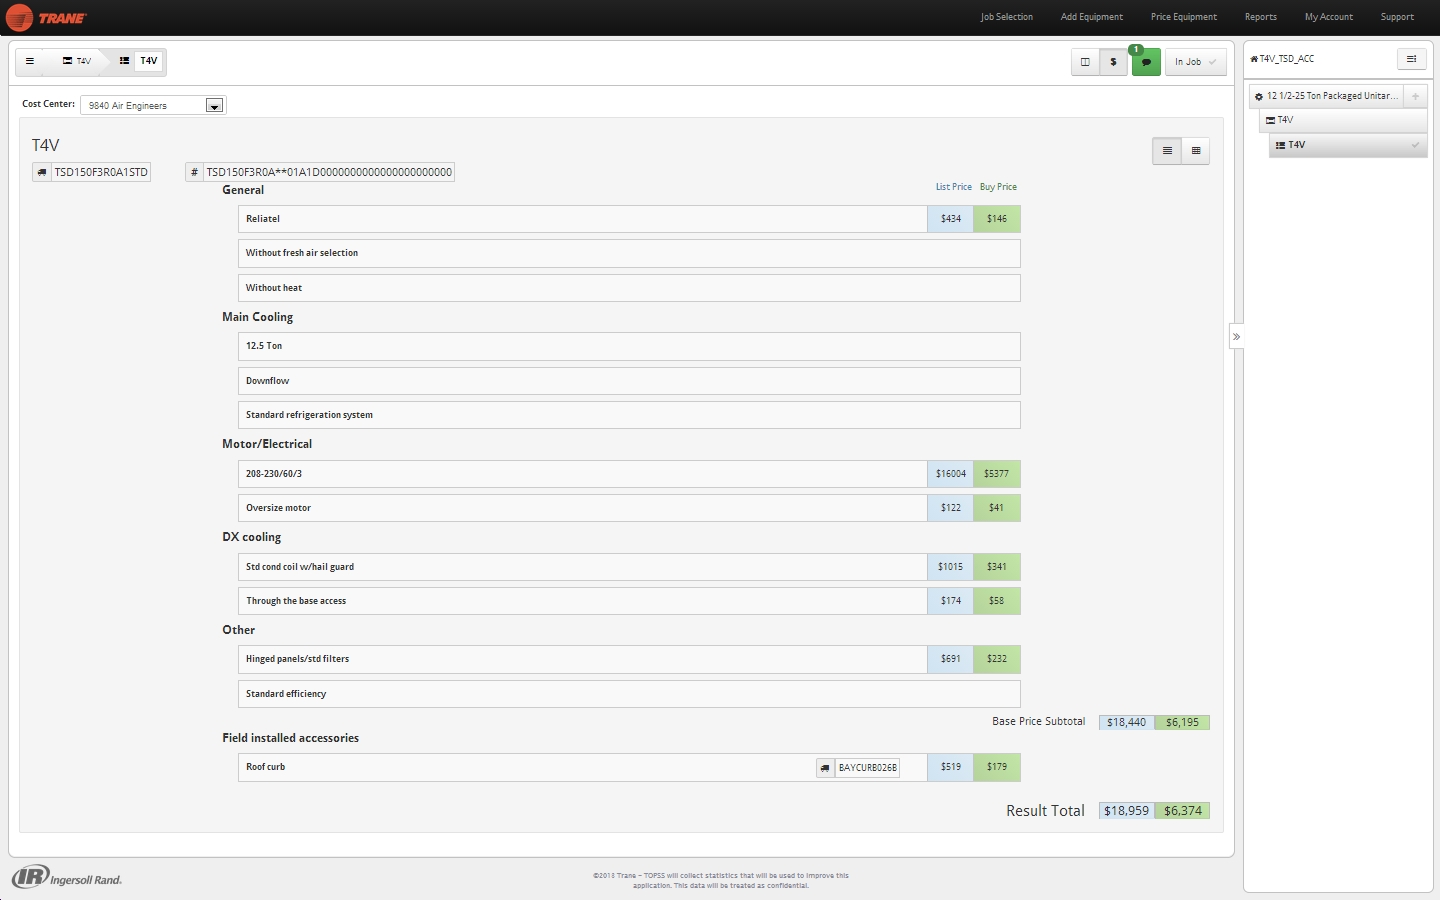 TRANE
Job Selection
Add Equipment
Price Equipment
Reports
My Account
Support
T4V
T4V
$
1
In Job
T4V_TSD_ACC
12 1/2-25 Ton Packaged Unitar...
T4V
T4V
Cost Center:
9840 Air Engineers
T4V
TSD150F3R0A1STD
# TSD150F3R0A**01A1D0000000000000000000000
General
List Price
Buy Price
Reliatel
$434
$146
Without fresh air selection
Without heat
Main Cooling
12.5 Ton
Downflow
Standard refrigeration system
Motor/Electrical
208-230/60/3
$16004
$5377
Oversize motor
$122
$41
DX cooling
Std cond coil w/hail guard
$1015
$341
Through the base access
$174
$58
Other
Hinged panels/std filters
$691
$232
Standard efficiency
Base Price Subtotal
$18,440
$6,195
Field installed accessories
Roof curb
BAYCURB026B
$519
$179
Result Total
$18,959
$6,374
IR Ingersoll Rand.
©2018 Trane - TOPSS will collect statistics that will be used to improve this
application. This data will be treated as confidential.